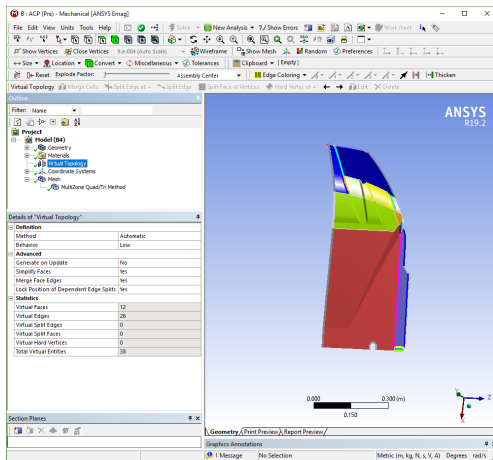 B : ACP (Pre) - Mechanical [ANSYS Emag]
File Edit View Units Tools Help
Solve
New Analysis
?/ Show Errors
Worksheet
Show Vertices
Close Vertices
9.e-004 (Auto Scale)
Wireframe
Show Mesh
Random
Preferences
Size
Location
Convert
Miscellaneous
Tolerances
Clipboard
[ Empty ]
Reset
Explode Factor:
Assembly Center
Edge Coloring
Thicken
Virtual Topology
Merge Cells
Split Edge at +
Split Edge
Split Face at Vertices
Hard Vertex at +
Edit
Delete
Outline
Filter: Name
Project
Model (B4)
Geometry
Materials
Virtual Topology
Coordinate Systems
Mesh
MultiZone Quad/Tri Method
ANSYS
R19.2
Details of "Virtual Topology"
Definition
Method Automatic
Behavior Low
Advanced
Generate on Update No
Simplify Faces Yes
Merge Face Edges Yes
Lock Position of Dependent Edge Splits Yes
Statistics
Virtual Faces 12
Virtual Edges 26
Virtual Split Edges 0
Virtual Split Faces 0
Virtual Hard Vertices 0
Total Virtual Entities 38
0.000 0.300 (m)
0.150
Y
Z
X
Section Planes
Geometry Print Preview Report Preview
Graphics Annotations
1 Message
No Selection
Metric (m, kg, N, s, V, A) Degrees rad/s